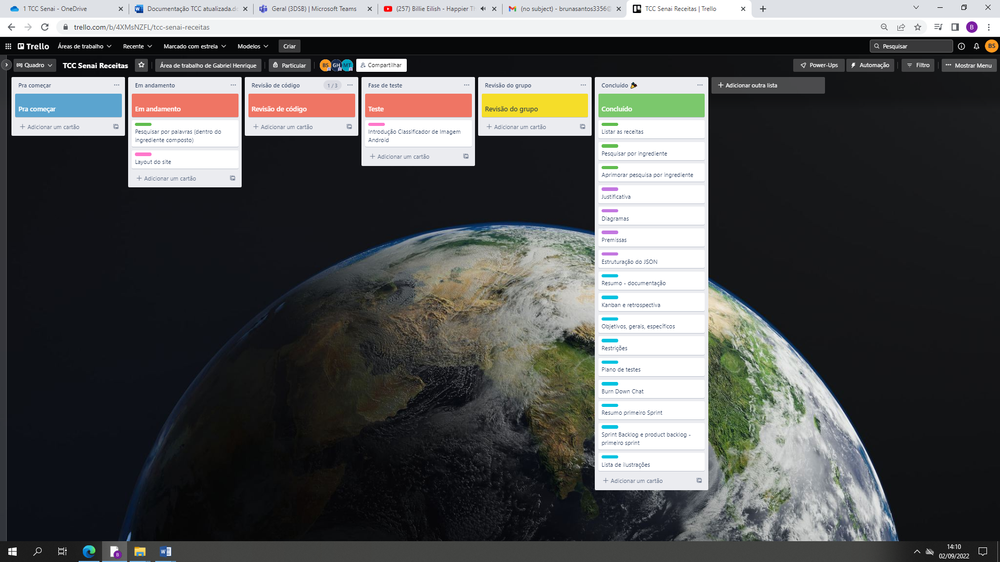 1 TCC Senai - OneDrive
Documentação TCC atualizada.dc
Geral (3DSB) | Microsoft Teams
(257) Billie Eilish - Happier Th
(no subject) - brunasantos3356@
TCC Senai Receitas | Trello
trello.com/b/4XMsNZFL/tcc-senai-receitas
B
Trello
Áreas de trabalho
Recente
Marcado com estrela
Modelos
Criar
Pesquisar
BS
Quadro
TCC Senai Receitas
Área de trabalho de Gabriel Henrique
Particular
BS
GH
MT
Compartilhar
Power-Ups
Automação
Filtro
Mostrar Menu
Pra começar
Pra começar
Adicionar um cartão
Em andamento
Em andamento
Pesquisar por palavras (dentro do
ingrediente composto)
Layout do site
Adicionar um cartão
Revisão de código
1 / 3
Revisão de código
Adicionar um cartão
Fase de teste
Teste
Introdução Classificador de Imagem
Android
Adicionar um cartão
Revisão do grupo
Revisão do grupo
Adicionar um cartão
Concluído
Concluído
Listar as receitas
Pesquisar por ingrediente
Aprimorar pesquisa por ingrediente
Justificativa
Diagramas
Premissas
Estruturação do JSON
Resumo - documentação
Kanban e retrospectiva
Objetivos, gerais, específicos
Restrições
Plano de testes
Burn Down Chat
Resumo primeiro Sprint
Sprint Backlog e product backlog -
primeiro sprint
Lista de ilustrações
Adicionar um cartão
Adicionar outra lista
14:10
02/09/2022